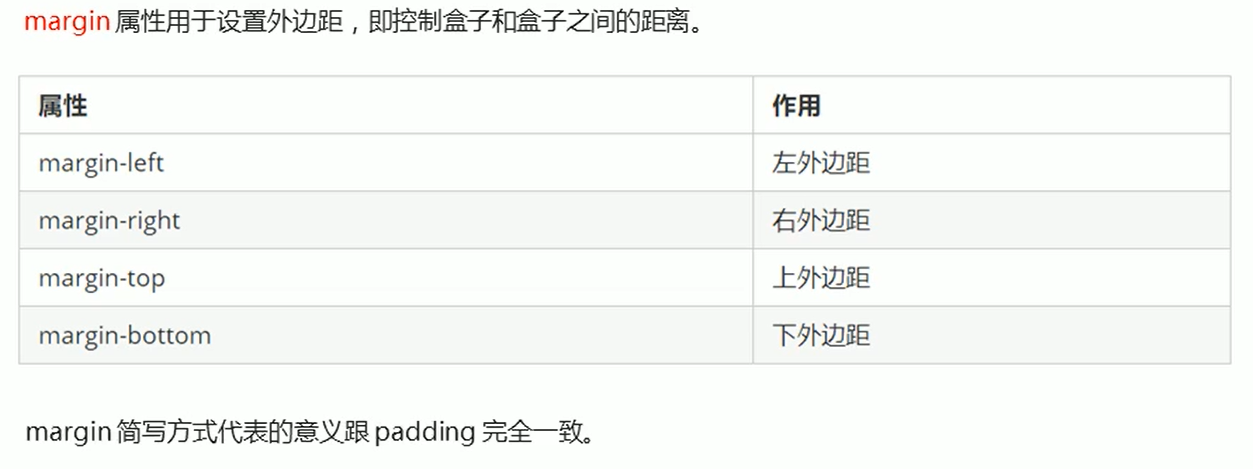 margin 属性用于设置外边距，即控制盒子和盒子之间的距离。
属性 作用
margin-left 左外边距
margin-right 右外边距
margin-top 上外边距
margin-bottom 下外边距
margin 简写方式代表的意义跟 padding 完全一致。